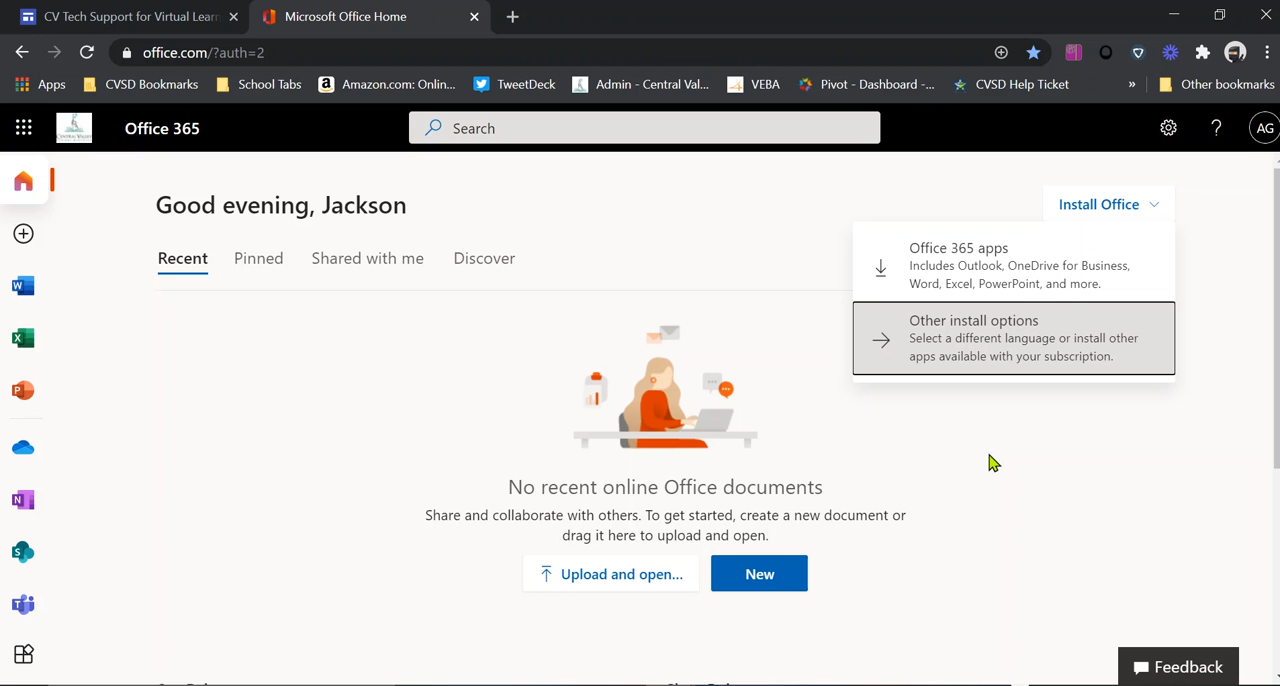 CV Tech Support for Virtual Learn
Microsoft Office Home
office.com/?auth=2
Apps
CVSD Bookmarks
School Tabs
Amazon.com: Onlin...
TweetDeck
Admin - Central Val...
VEBA
Pivot - Dashboard -...
CVSD Help Ticket
»
Other bookmarks
Office 365
Search
?
AG
Good evening, Jackson
Install Office
Recent
Pinned
Shared with me
Discover
Office 365 apps
Includes Outlook, OneDrive for Business,
Word, Excel, PowerPoint, and more.
Other install options
Select a different language or install other
apps available with your subscription.
No recent online Office documents
Share and collaborate with others. To get started, create a new document or
drag it here to upload and open.
Upload and open...
New
Feedback